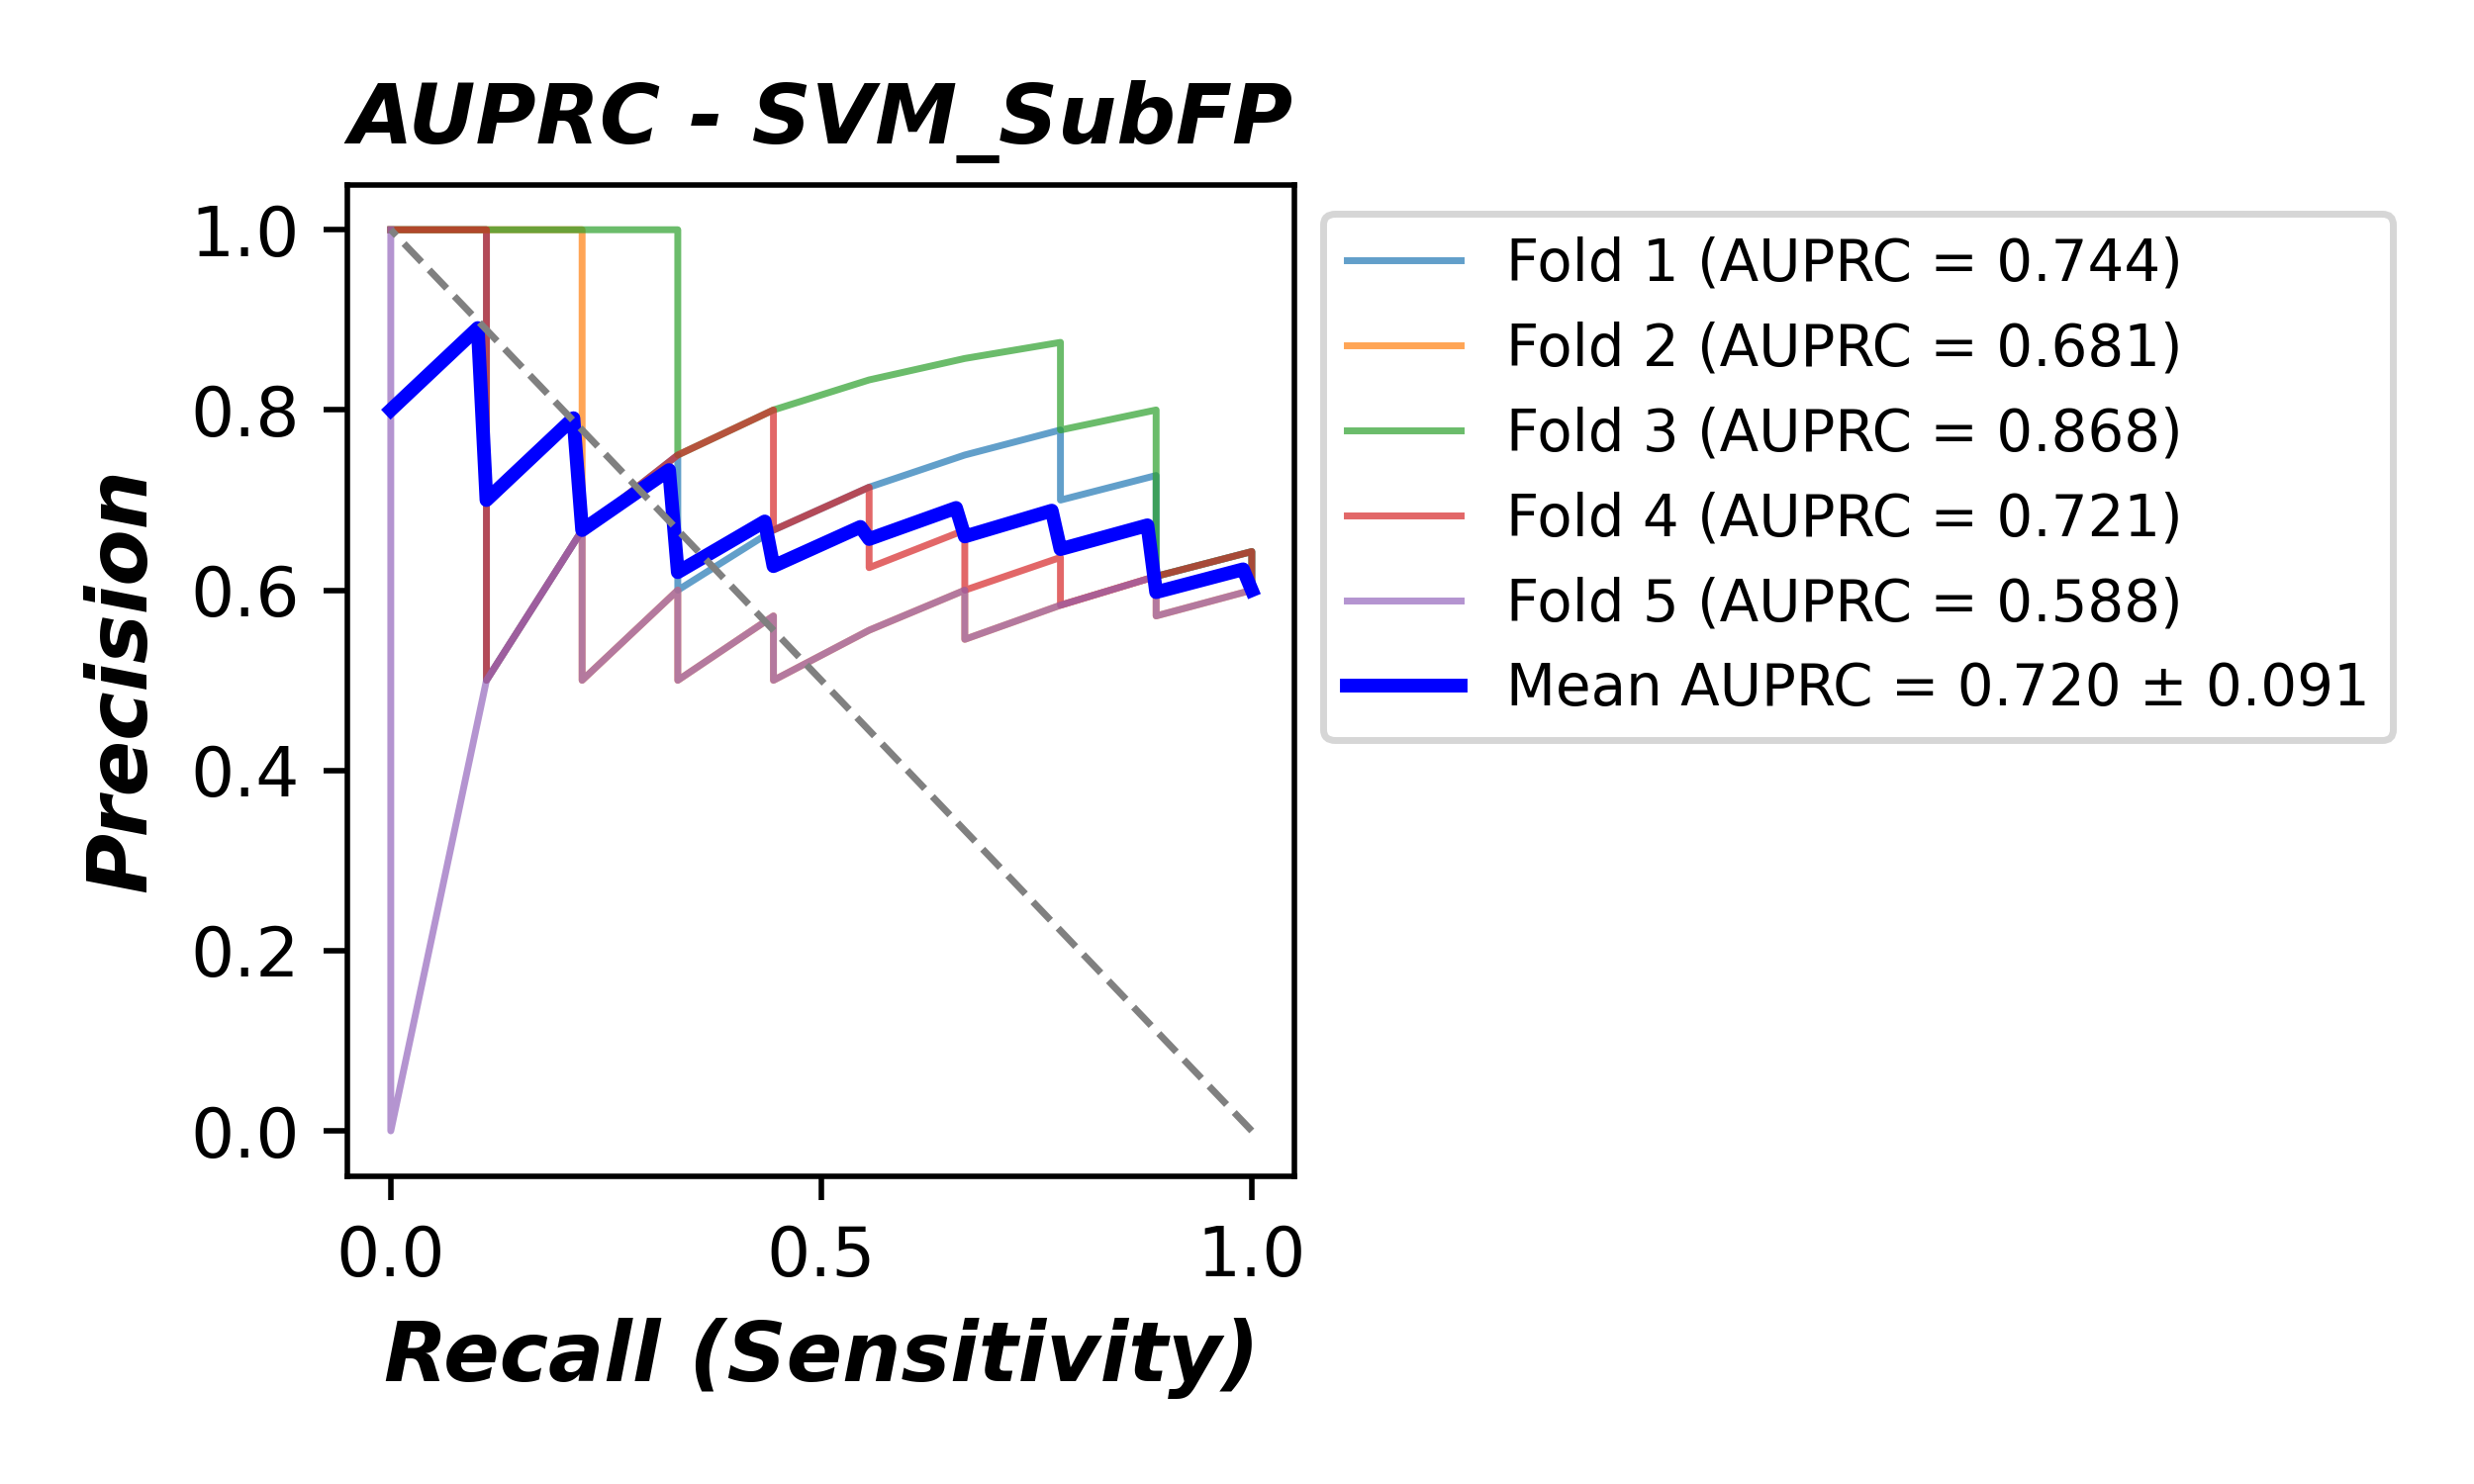 AUPRC - SVM_SubFP
Precision
1.0
0.8
0.6
0.4
0.2
0.0
0.0
0.5
1.0
Recall (Sensitivity)
Fold 1 (AUPRC = 0.744)
Fold 2 (AUPRC = 0.681)
Fold 3 (AUPRC = 0.868)
Fold 4 (AUPRC = 0.721)
Fold 5 (AUPRC = 0.588)
Mean AUPRC = 0.720 ± 0.091